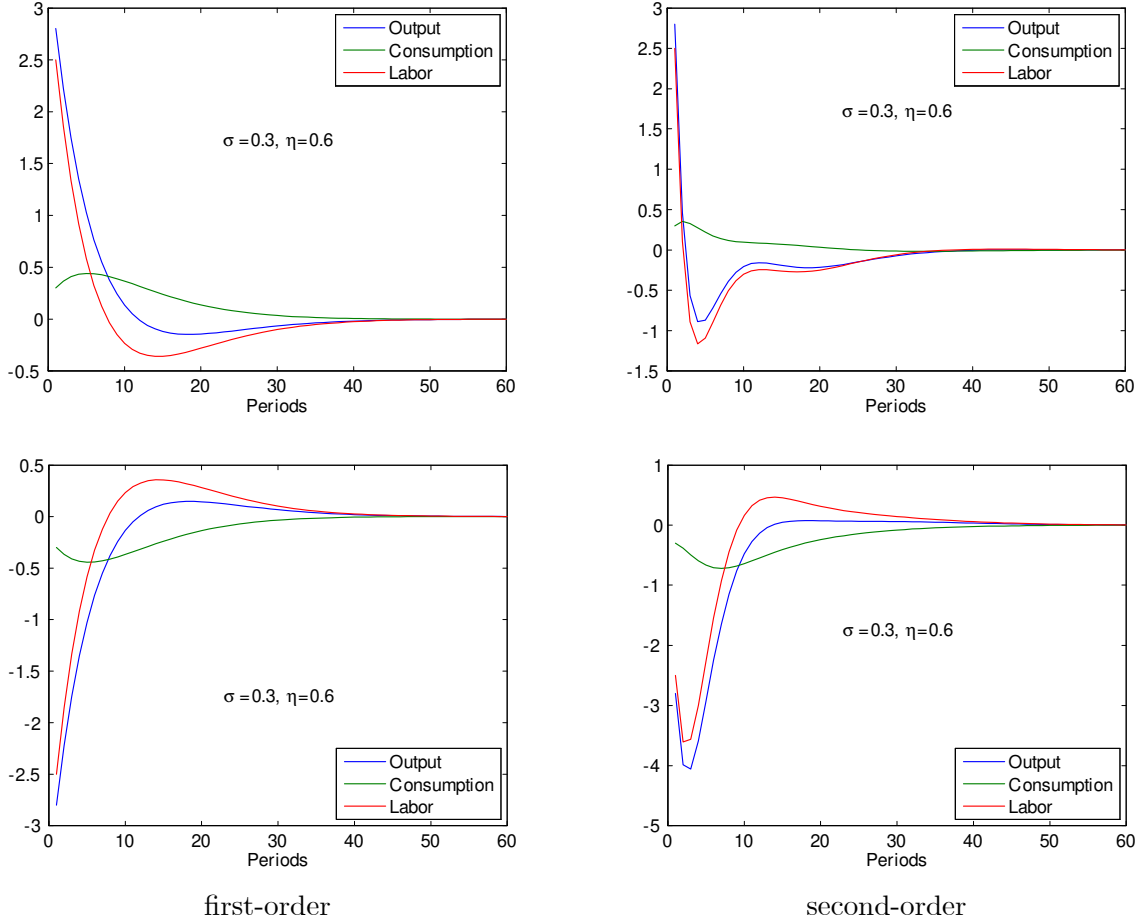 3
2.5
2
1.5
1
0.5
0
-0.5
Output
Consumption
Labor
σ =0.3, η=0.6
0 10 20 30 40 50 60
Periods
3
2.5
2
1.5
1
0.5
0
-0.5
-1
-1.5
Output
Consumption
Labor
σ =0.3, η=0.6
0 10 20 30 40 50 60
Periods
0.5
0
-0.5
-1
-1.5
-2
-2.5
-3
σ =0.3, η=0.6
Output
Consumption
Labor
0 10 20 30 40 50 60
Periods
1
0
-1
-2
-3
-4
-5
σ =0.3, η=0.6
Output
Consumption
Labor
0 10 20 30 40 50 60
Periods
first-order
second-order